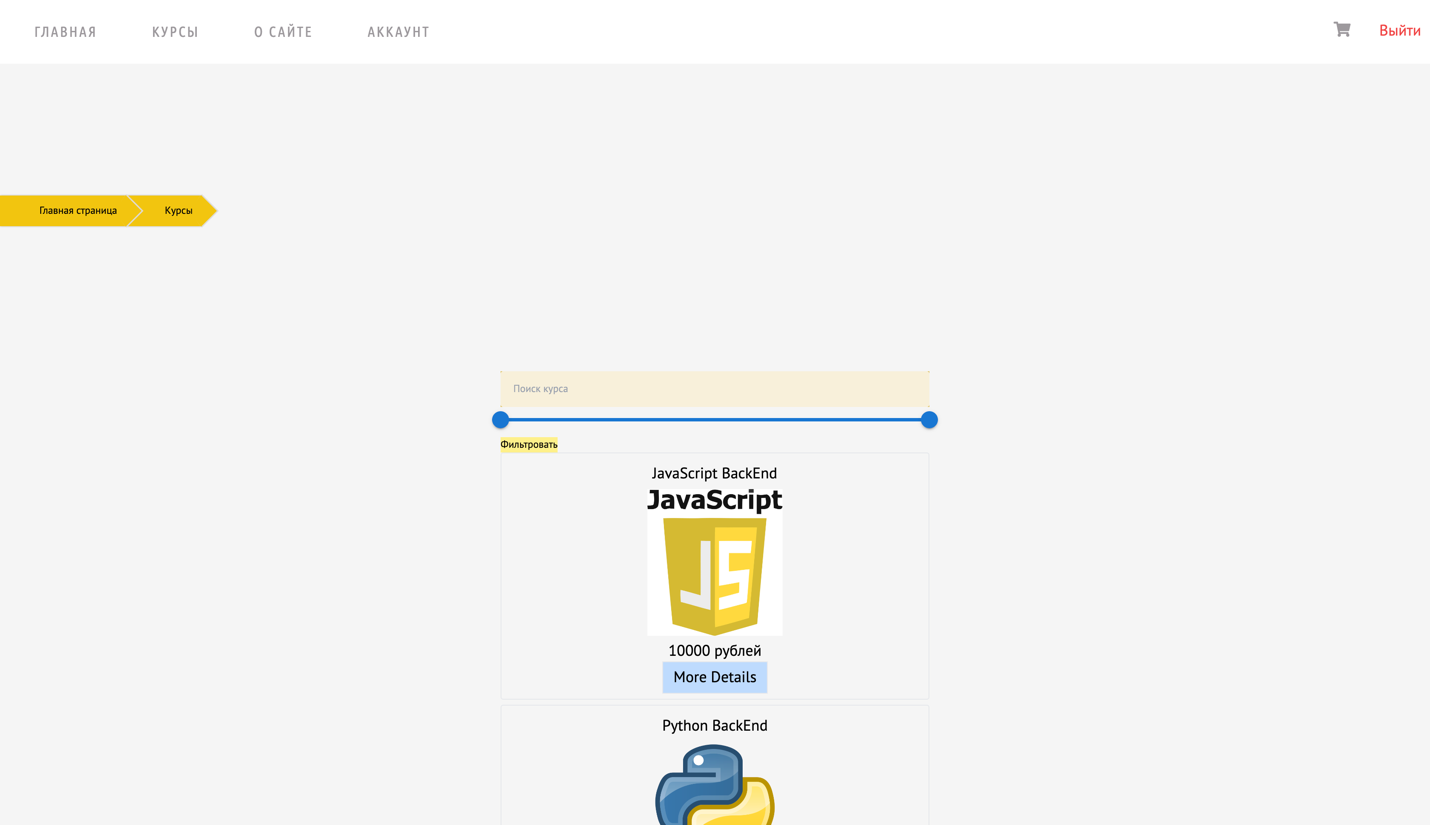 ГЛАВНАЯ КУРСЫ О САЙТЕ АККАУНТ Выйти
Главная страница Курсы
Поиск курса
Фильтровать
JavaScript BackEnd
JavaScript
JS
10000 рублей
More Details
Python BackEnd